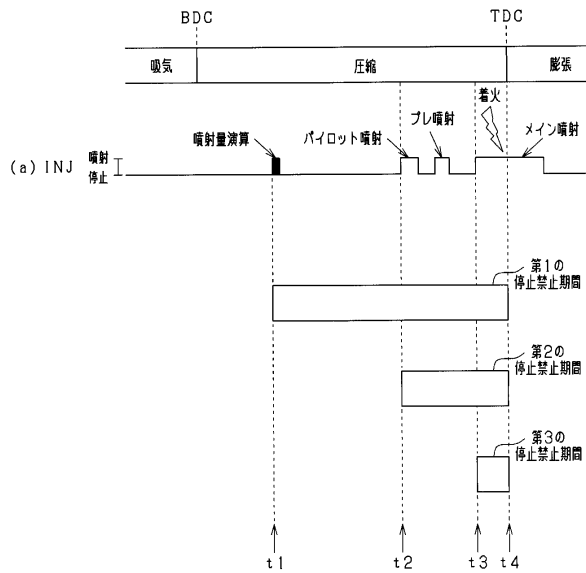 BDC
TDC
吸気
圧縮
膨張
着火
メイン噴射
プレ噴射
パイロット噴射
噴射量演算
(a) INJ
噴射
停止
第1の
停止禁止期間
第2の
停止禁止期間
第3の
停止禁止期間
t1
t2
t3
t4